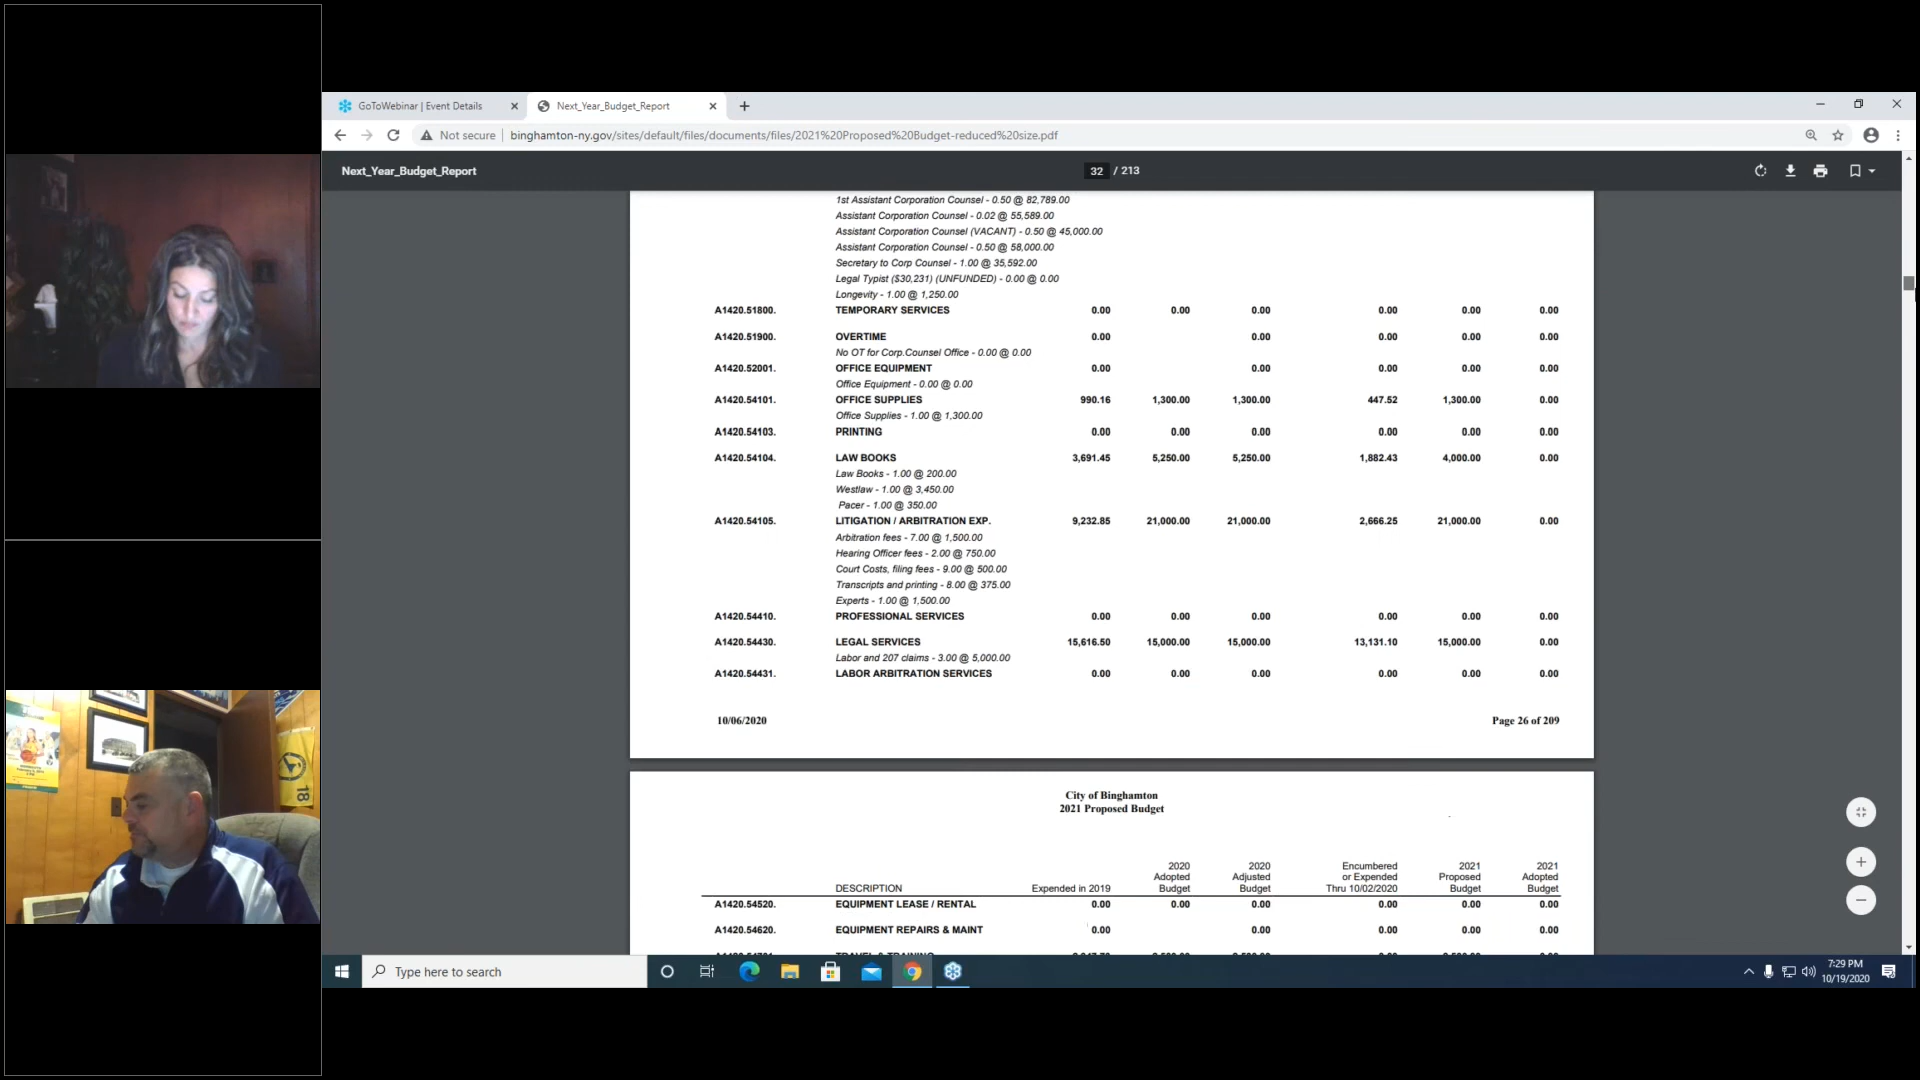 GoToWebinar | Event Details
Next_Year_Budget_Report
Not secure | binghamton-ny.gov/sites/default/files/documents/files/2021%20Proposed%20Budget-reduced%20size.pdf
Next_Year_Budget_Report
32 / 213
1st Assistant Corporation Counsel - 0.50 @ 82,789.00
Assistant Corporation Counsel - 0.02 @ 55,589.00
Assistant Corporation Counsel (VACANT) - 0.50 @ 45,000.00
Assistant Corporation Counsel - 0.50 @ 58,000.00
Secretary to Corp Counsel - 1.00 @ 35,592.00
Legal Typist ($30,231) (UNFUNDED) - 0.00 @ 0.00
Longevity - 1.00 @ 1,250.00
A1420.51800. TEMPORARY SERVICES 0.00 0.00 0.00 0.00 0.00 0.00
A1420.51900. OVERTIME 0.00 0.00 0.00 0.00 0.00
No OT for Corp.Counsel Office - 0.00 @ 0.00
A1420.52001. OFFICE EQUIPMENT 0.00 0.00 0.00 0.00 0.00
Office Equipment - 0.00 @ 0.00
A1420.54101. OFFICE SUPPLIES 990.16 1,300.00 1,300.00 447.52 1,300.00 0.00
Office Supplies - 1.00 @ 1,300.00
A1420.54103. PRINTING 0.00 0.00 0.00 0.00 0.00 0.00
A1420.54104. LAW BOOKS 3,691.45 5,250.00 5,250.00 1,882.43 4,000.00 0.00
Law Books - 1.00 @ 200.00
Westlaw - 1.00 @ 3,450.00
Pacer - 1.00 @ 350.00
A1420.54105. LITIGATION / ARBITRATION EXP. 9,232.85 21,000.00 21,000.00 2,666.25 21,000.00 0.00
Arbitration fees - 7.00 @ 1,500.00
Hearing Officer fees - 2.00 @ 750.00
Court Costs, filing fees - 9.00 @ 500.00
Transcripts and printing - 8.00 @ 375.00
Experts - 1.00 @ 1,500.00
A1420.54410. PROFESSIONAL SERVICES 0.00 0.00 0.00 0.00 0.00 0.00
A1420.54430. LEGAL SERVICES 15,616.50 15,000.00 15,000.00 13,131.10 15,000.00 0.00
Labor and 207 claims - 3.00 @ 5,000.00
A1420.54431. LABOR ARBITRATION SERVICES 0.00 0.00 0.00 0.00 0.00 0.00
10/06/2020 Page 26 of 209
City of Binghamton
2021 Proposed Budget
2020 2020 Encumbered 2021 2021
Adopted Adjusted or Expended Proposed Adopted
DESCRIPTION Expended in 2019 Budget Budget Thru 10/02/2020 Budget Budget
A1420.54520. EQUIPMENT LEASE / RENTAL 0.00 0.00 0.00 0.00 0.00 0.00
A1420.54620. EQUIPMENT REPAIRS & MAINT 0.00 0.00 0.00 0.00 0.00
Type here to search
7:29 PM
10/19/2020
18